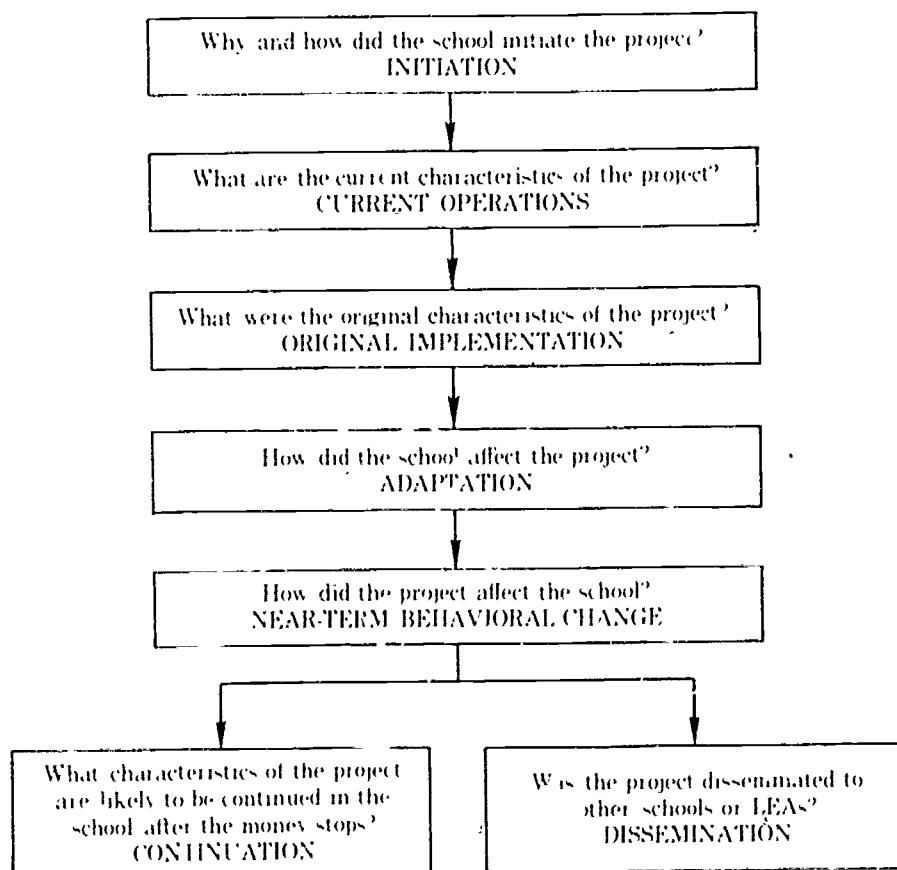 Why and how did the school initiate the project?
INITIATION
What are the current characteristics of the project?
CURRENT OPERATIONS
What were the original characteristics of the project?
ORIGINAL IMPLEMENTATION
How did the school affect the project?
ADAPTATION
How did the project affect the school?
NEAR-TERM BEHAVIORAL CHANGE
What characteristics of the project
are likely to be continued in the
school after the money stops?
CONTINUATION
Was the project disseminated to
other schools or LEAs?
DISSEMINATION